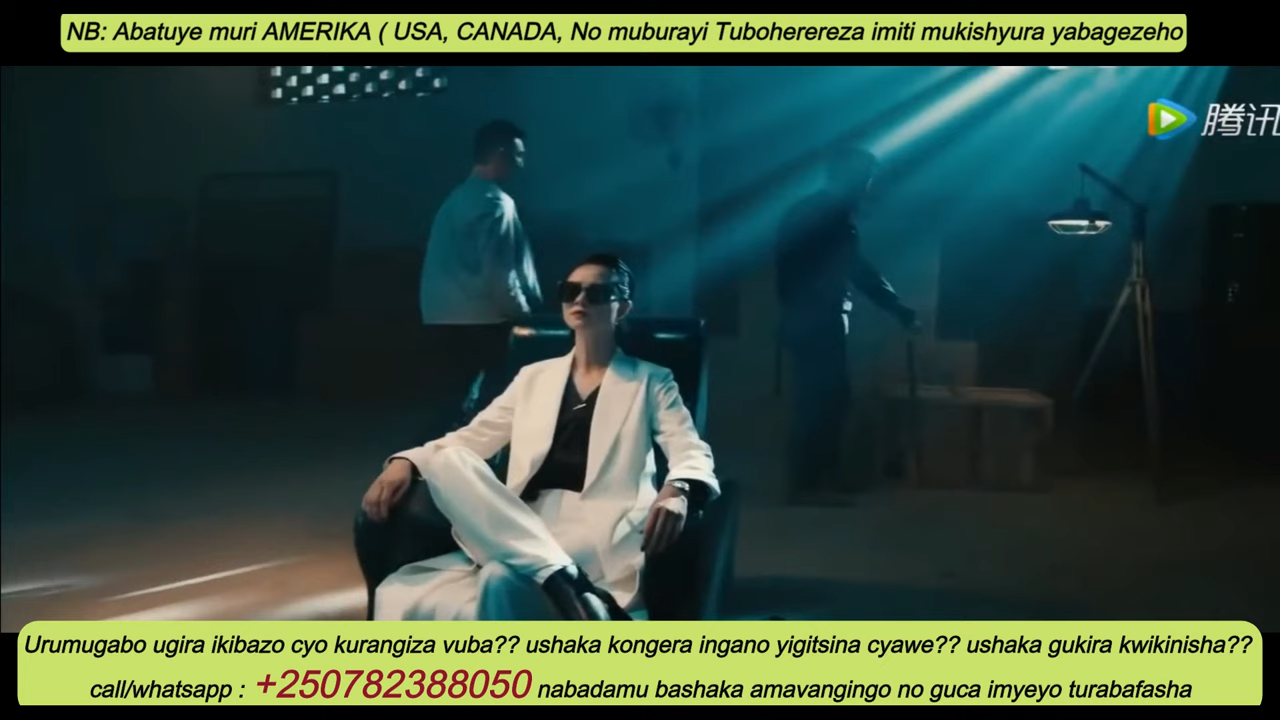 NB: Abatuye muri AMERIKA ( USA, CANADA, No muburayi Tuboherereza imiti mukishyura yabagezeho
腾讯
Urumugabo ugira ikibazo cyo kurangiza vuba?? ushaka kongera ingano yigitsina cyawe?? ushaka gukira kwikinisha??
call/whatsapp : +250782388050 nabadamu bashaka amavangingo no guca imyeyo turabafasha